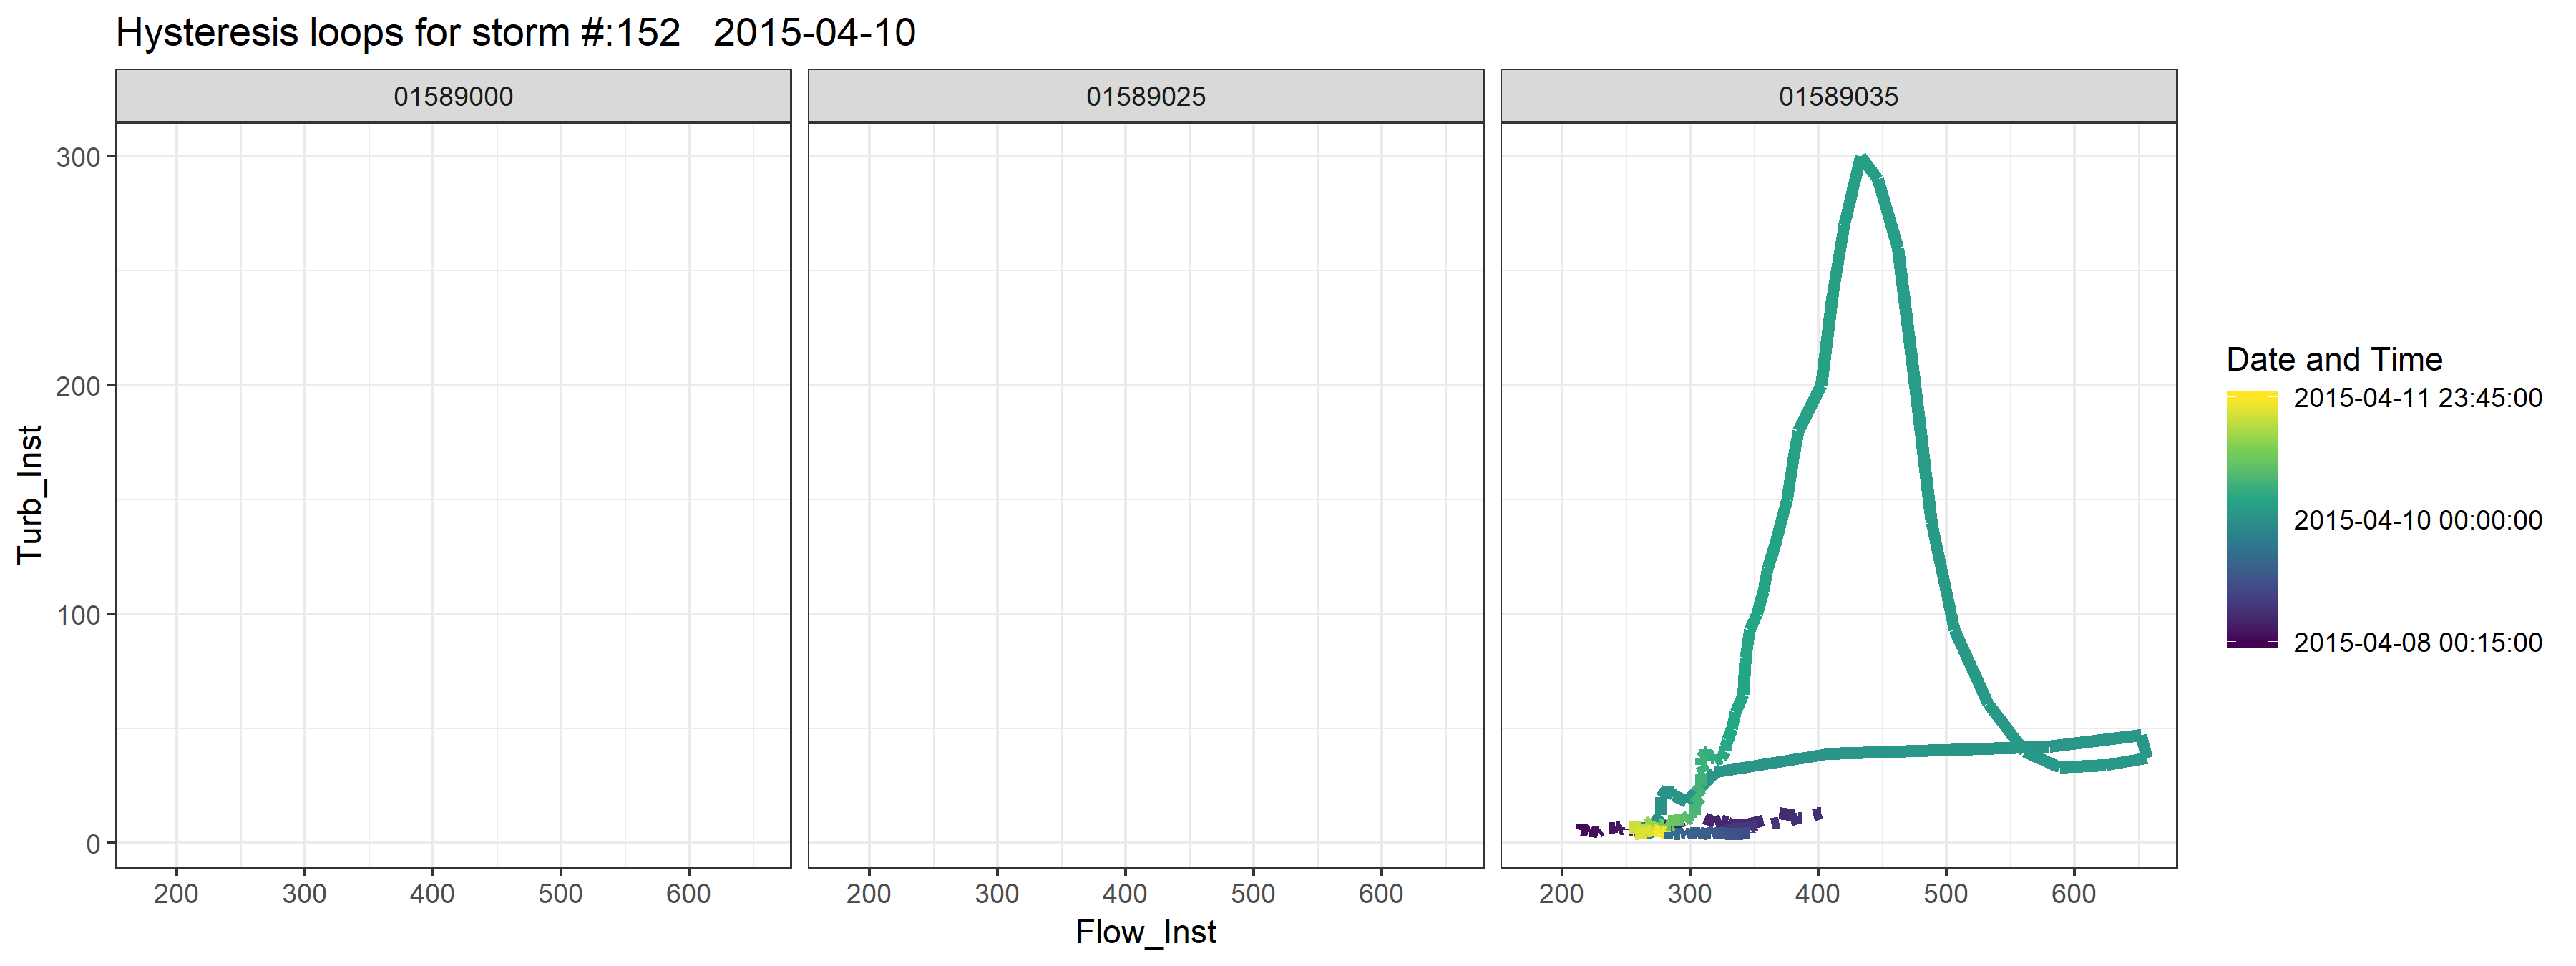 Hysteresis loops for storm #:152   2015-04-10
01589000
01589025
01589035
Turb_Inst
300
200
100
0
200 300 400 500 600
200 300 400 500 600
200 300 400 500 600
Flow_Inst
Date and Time
2015-04-11 23:45:00
2015-04-10 00:00:00
2015-04-08 00:15:00